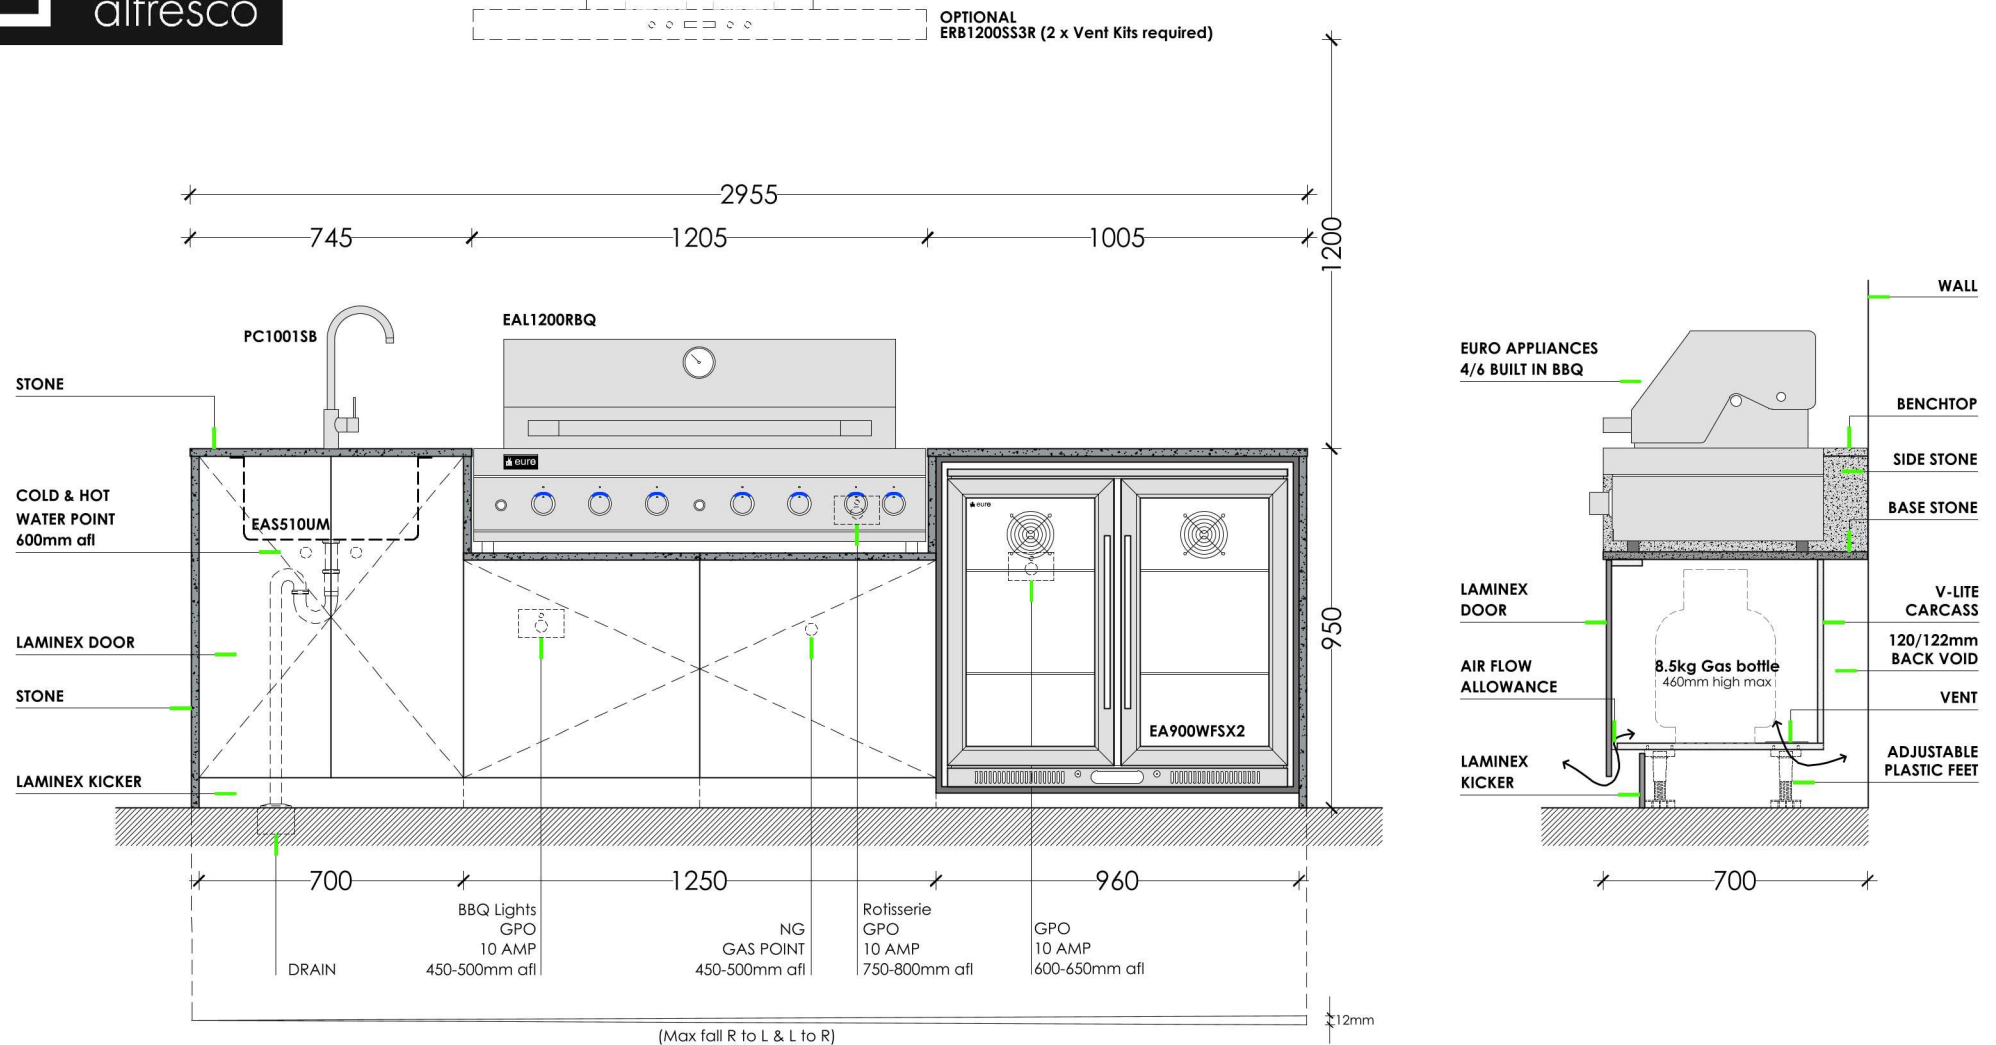 alfresco
OPTIONAL
ERB1200SS3R (2 x Vent Kits required)
2955
745
1205
1005
1200
WALL
PC1001SB
EAL1200RBQ
EURO APPLIANCES
4/6 BUILT IN BBQ
STONE
BENCHTOP
euro
SIDE STONE
COLD & HOT
WATER POINT
600mm afl
EAS510UM
euro
BASE STONE
LAMINEX
DOOR
V-LITE
CARCASS
950
LAMINEX DOOR
120/122mm
BACK VOID
AIR FLOW
ALLOWANCE
8.5kg Gas bottle
460mm high max
STONE
VENT
EA900WFSX2
LAMINEX
KICKER
ADJUSTABLE
PLASTIC FEET
LAMINEX KICKER
700
1250
960
700
DRAIN
BBQ Lights
GPO
10 AMP
450-500mm afl
NG
GAS POINT
450-500mm afl
Rotisserie
GPO
10 AMP
750-800mm afl
GPO
10 AMP
600-650mm afl
12mm
(Max fall R to L & L to R)